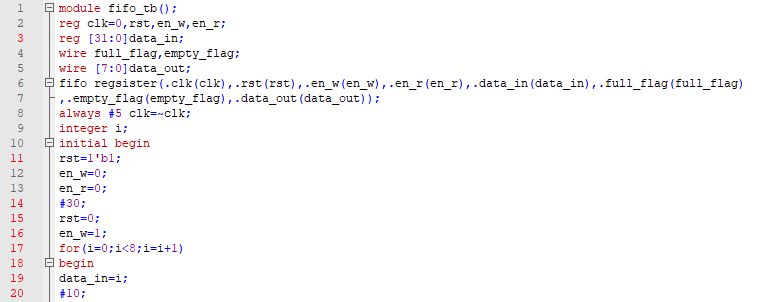 1 module fifo_tb();
2 reg clk=0,rst,en_w,en_r;
3 reg [31:0]data_in;
4 wire full_flag,empty_flag;
5 wire [7:0]data_out;
6 fifo regsister(.clk(clk),.rst(rst),.en_w(en_w),.en_r(en_r),.data_in(data_in),.full_flag(full_flag)
7 ,.empty_flag(empty_flag),.data_out(data_out));
8 always #5 clk=~clk;
9 integer i;
10 initial begin
11 rst=1'b1;
12 en_w=0;
13 en_r=0;
14 #30;
15 rst=0;
16 en_w=1;
17 for(i=0;i<8;i=i+1)
18 begin
19 data_in=i;
20 #10;